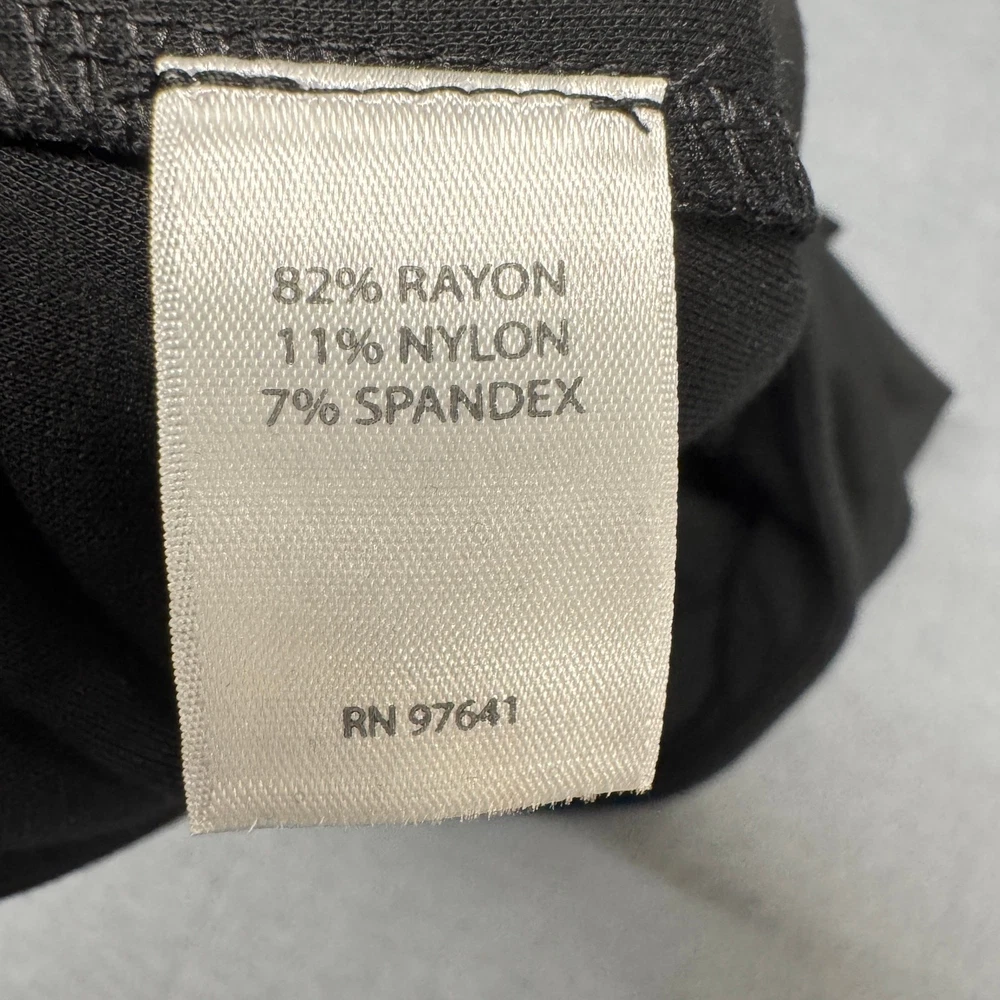 82% RAYON
11% NYLON
7% SPANDEX
RN 97641